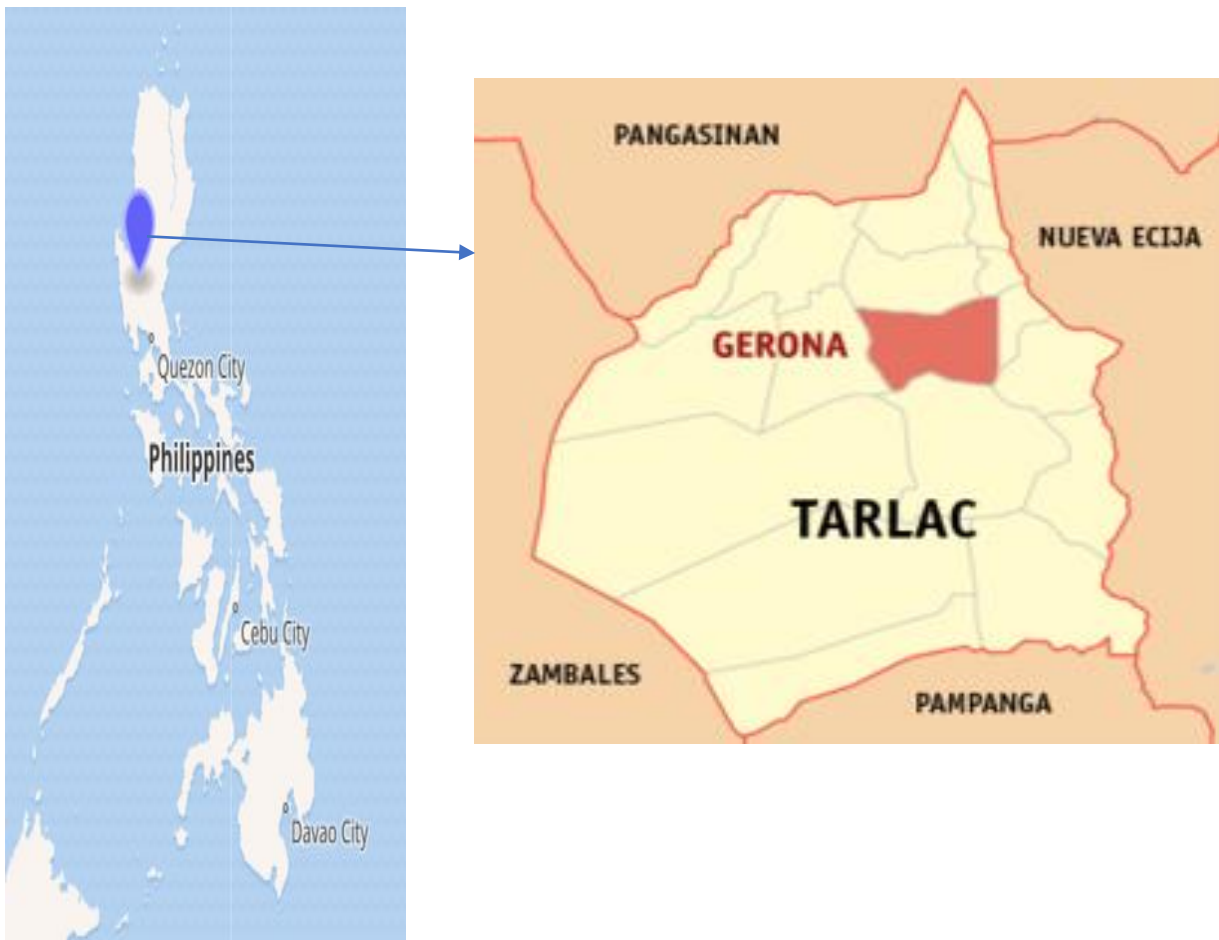 Quezon City
Philippines
Cebu City
Davao City
PANGASINAN
NUEVA ECIJA
GERONA
TARLAC
ZAMBALES
PAMPANGA